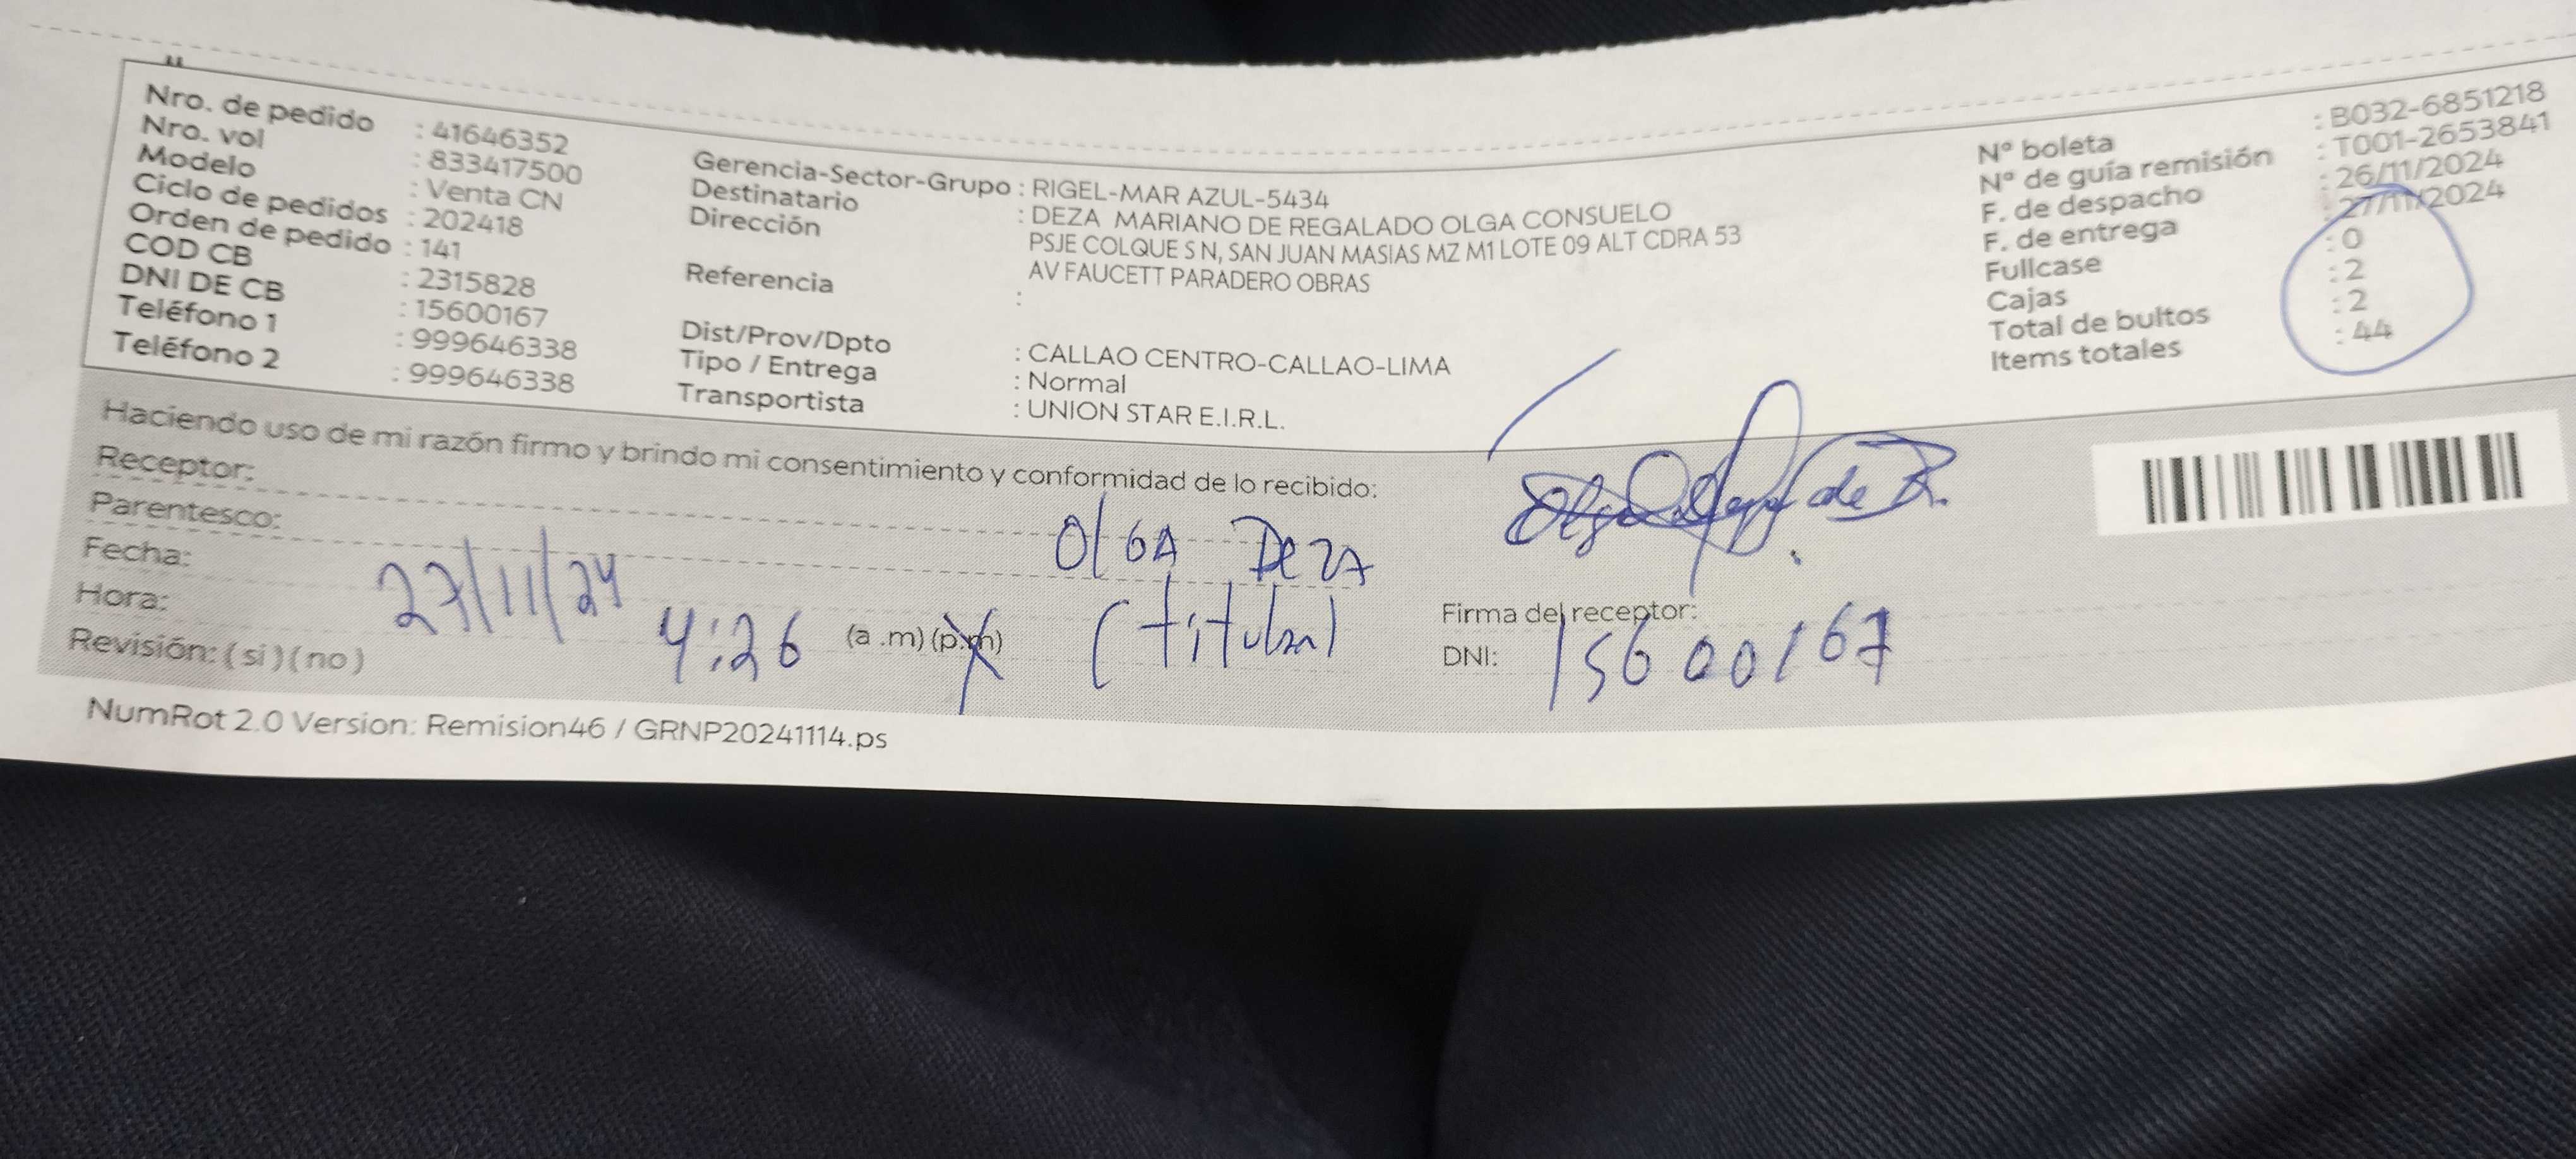 Nro. de pedido : 41646352
Nro. vol : 833417500
Modelo : Venta CN
Ciclo de pedidos : 202418
Orden de pedido : 141
COD CB : 2315828
DNI DE CB : 15600167
Teléfono 1 : 999646338
Teléfono 2 : 999646338
Gerencia-Sector-Grupo : RIGEL-MAR AZUL-5434
Destinatario : DEZA MARIANO DE REGALADO OLGA CONSUELO
Dirección PSJE COLQUE S N, SAN JUAN MASIAS MZ M1 LOTE 09 ALT CDRA 53
AV FAUCETT PARADERO OBRAS
Referencia :
Dist/Prov/Dpto : CALLAO CENTRO-CALLAO-LIMA
Tipo / Entrega : Normal
Transportista : UNION STAR E.I.R.L.
Nº boleta : B032-6851218
Nº de guía remisión : T001-2653841
F. de despacho : 26/11/2024
F. de entrega : 27/11/2024
Fullcase : 0
Cajas : 2
Total de bultos : 2
Items totales : 44
Haciendo uso de mi razón firmo y brindo mi consentimiento y conformidad de lo recibido:
Receptor: OlGA DeZA
Parentesco: (titular)
Fecha: 27/11/24
Hora: 4:26 (a .m) (p.m)
Revisión: ( si ) ( no )
Olga de R.
Firma del receptor:
DNI: 15600167
NumRot 2.0 Version: Remision46 / GRNP20241114.ps